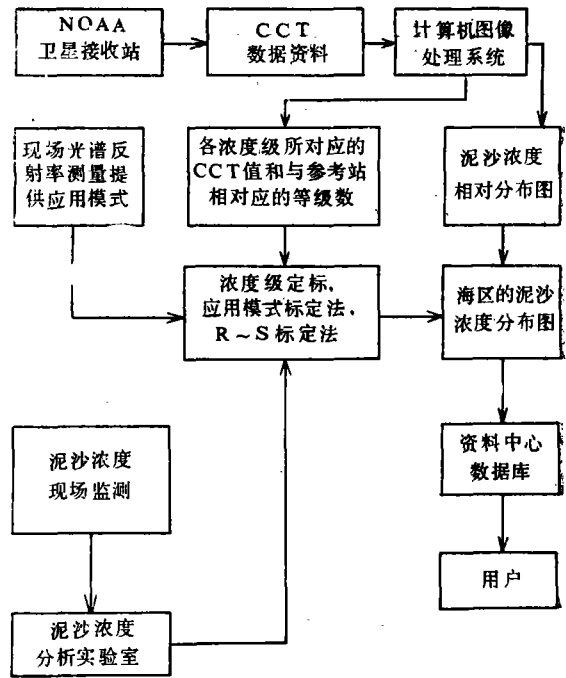 NOAA
卫星接收站
CCT
数据资料
计算机图像
处理系统
现场光谱反
射率测量提
供应用模式
各浓度级所对应的
CCT值和与参考站
相对应的等级数
泥沙浓度
相对分布图
浓度级定标,
应用模式标定法,
R~S标定法
海区的泥沙
浓度分布图
泥沙浓度
现场监测
资料中心
数据库
用户
泥沙浓度
分析实验室